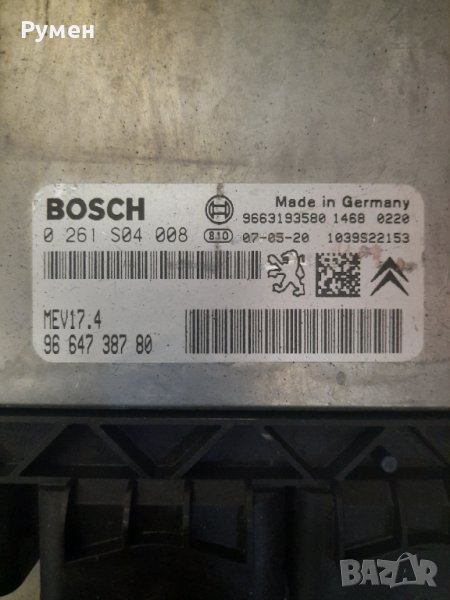 Румен
BOSCH
Made in Germany
9663193580 1468 0220
0 261 S04 008 810 07-05-20 1039S22153
MEV17.4
96 647 387 80
BAZAR